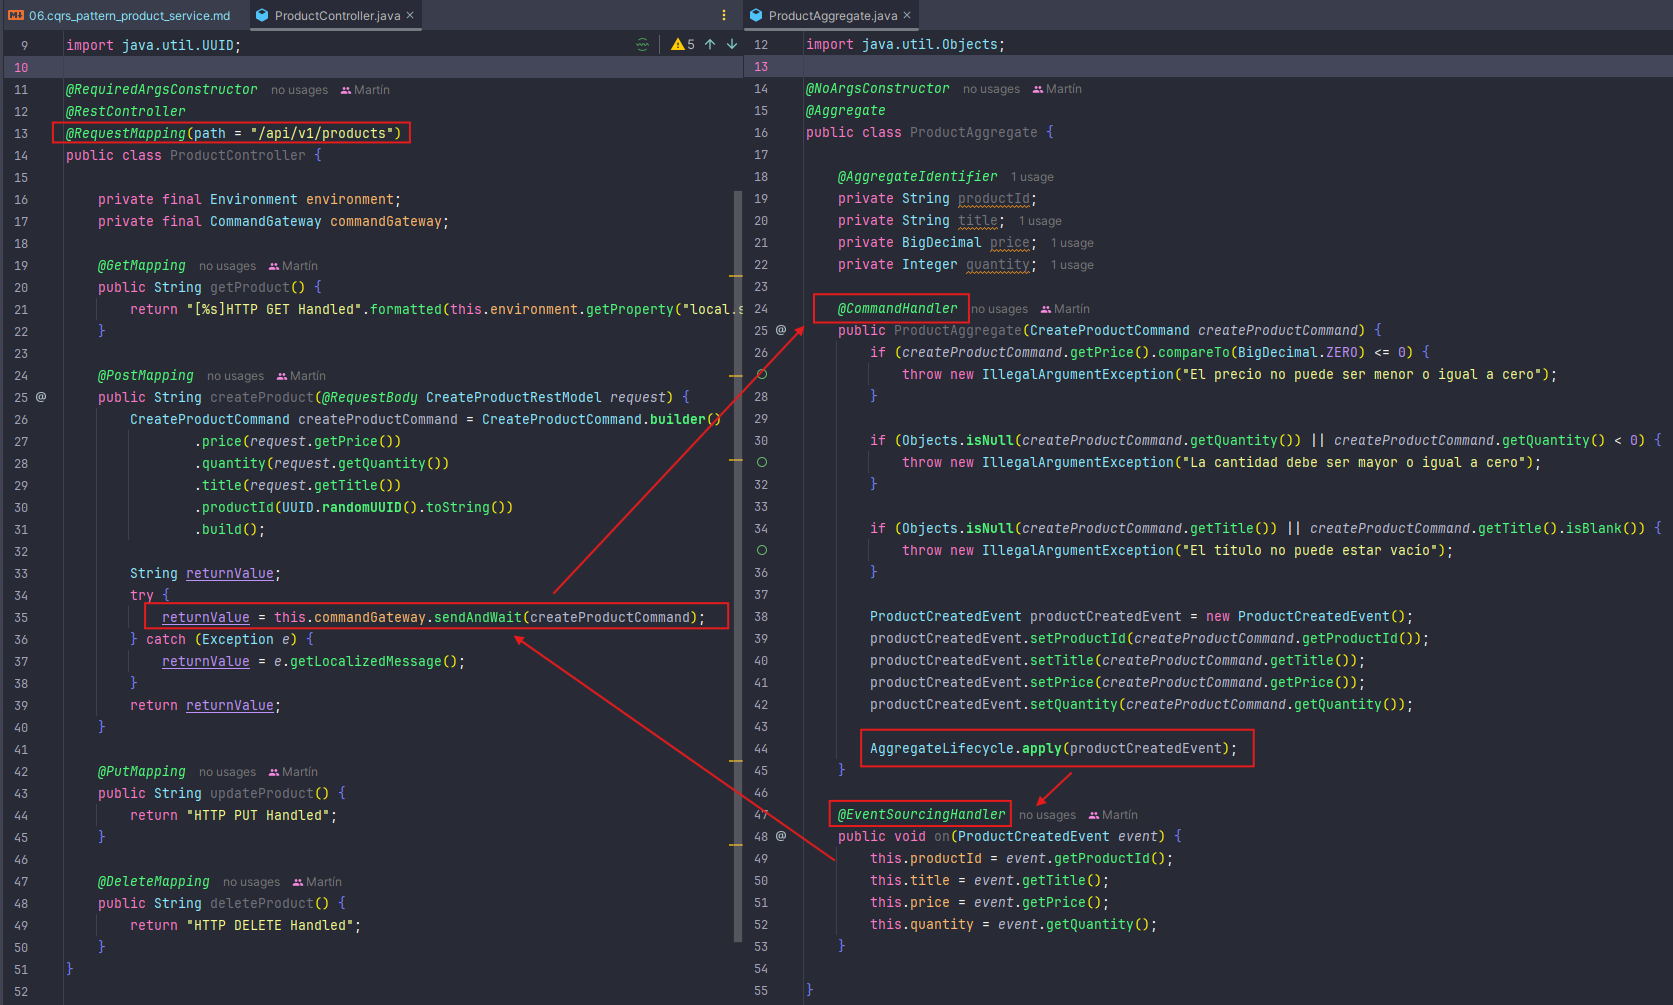 06.cqrs_pattern_product_service.md
ProductController.java
ProductAggregate.java
9 import java.util.UUID;
5
10
11 @RequiredArgsConstructor no usages Martín
12 @RestController
13 @RequestMapping(path = "/api/v1/products")
14 public class ProductController {
15
16 private final Environment environment;
17 private final CommandGateway commandGateway;
18
19 @GetMapping no usages Martín
20 public String getProduct() {
21 return "[%s]HTTP GET Handled".formatted(this.environment.getProperty("local.s
22 }
23
24 @PostMapping no usages Martín
25 @ public String createProduct(@RequestBody CreateProductRestModel request) {
26 CreateProductCommand createProductCommand = CreateProductCommand.builder()
27 .price(request.getPrice())
28 .quantity(request.getQuantity())
29 .title(request.getTitle())
30 .productId(UUID.randomUUID().toString())
31 .build();
32
33 String returnValue;
34 try {
35 returnValue = this.commandGateway.sendAndWait(createProductCommand);
36 } catch (Exception e) {
37 returnValue = e.getLocalizedMessage();
38 }
39 return returnValue;
40 }
41
42 @PutMapping no usages Martín
43 public String updateProduct() {
44 return "HTTP PUT Handled";
45 }
46
47 @DeleteMapping no usages Martín
48 public String deleteProduct() {
49 return "HTTP DELETE Handled";
50 }
51 }
52
12 import java.util.Objects;
13
14 @NoArgsConstructor no usages Martín
15 @Aggregate
16 public class ProductAggregate {
17
18 @AggregateIdentifier 1 usage
19 private String productId;
20 private String title; 1 usage
21 private BigDecimal price; 1 usage
22 private Integer quantity; 1 usage
23
24 @CommandHandler no usages Martín
25 @ public ProductAggregate(CreateProductCommand createProductCommand) {
26 if (createProductCommand.getPrice().compareTo(BigDecimal.ZERO) <= 0) {
throw new IllegalArgumentException("El precio no puede ser menor o igual a cero");
28 }
29
30 if (Objects.isNull(createProductCommand.getQuantity()) || createProductCommand.getQuantity() < 0) {
throw new IllegalArgumentException("La cantidad debe ser mayor o igual a cero");
32 }
33
34 if (Objects.isNull(createProductCommand.getTitle()) || createProductCommand.getTitle().isBlank()) {
throw new IllegalArgumentException("El titulo no puede estar vacío");
36 }
37
38 ProductCreatedEvent productCreatedEvent = new ProductCreatedEvent();
39 productCreatedEvent.setProductId(createProductCommand.getProductId());
40 productCreatedEvent.setTitle(createProductCommand.getTitle());
41 productCreatedEvent.setPrice(createProductCommand.getPrice());
42 productCreatedEvent.setQuantity(createProductCommand.getQuantity());
43
44 AggregateLifecycle.apply(productCreatedEvent);
45 }
46
47 @EventSourcingHandler no usages Martín
48 @ public void on(ProductCreatedEvent event) {
49 this.productId = event.getProductId();
50 this.title = event.getTitle();
51 this.price = event.getPrice();
52 this.quantity = event.getQuantity();
53 }
54
55 }